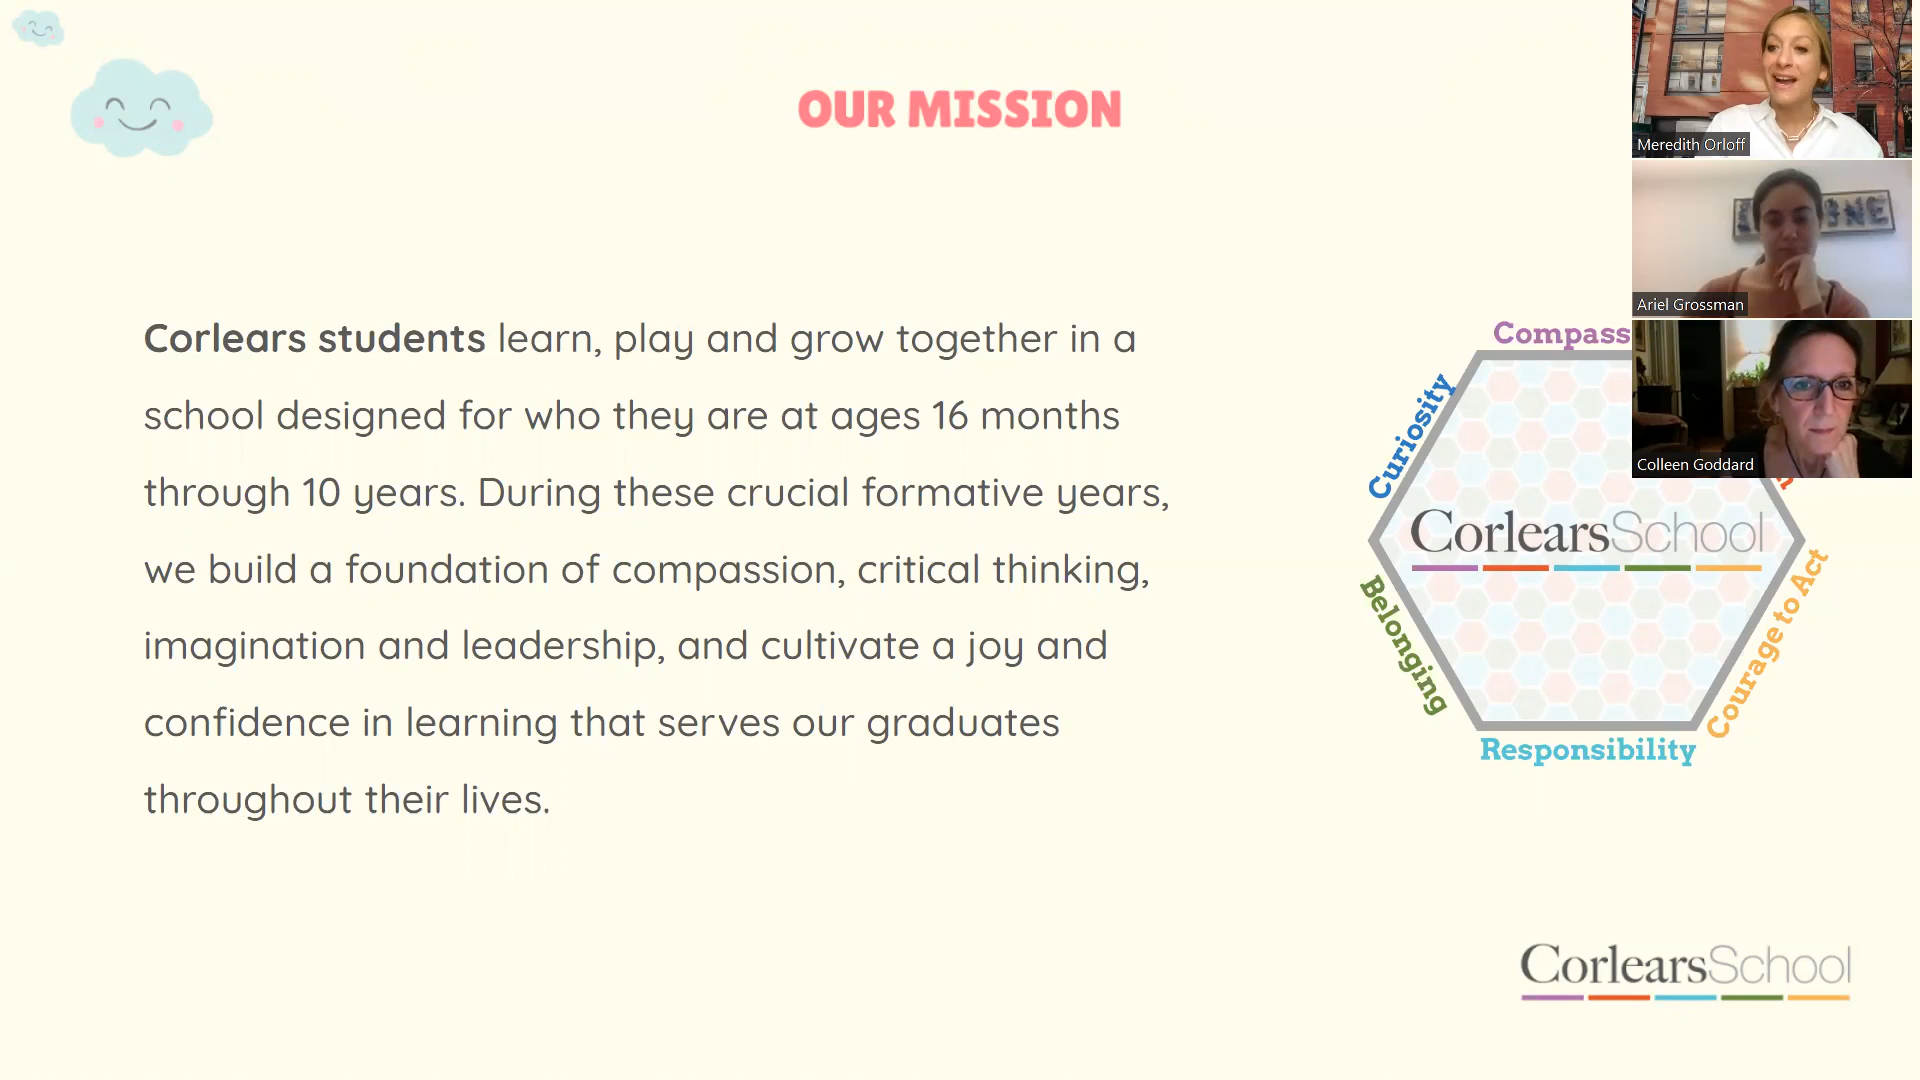 OUR MISSION
Corlears students learn, play and grow together in a
school designed for who they are at ages 16 months
through 10 years. During these crucial formative years,
we build a foundation of compassion, critical thinking,
imagination and leadership, and cultivate a joy and
confidence in learning that serves our graduates
throughout their lives.
Compass
Curiosity
CorlearsSchool
Belonging
Courage to Act
Responsibility
CorlearsSchool
Meredith Orloff
Ariel Grossman
Colleen Goddard